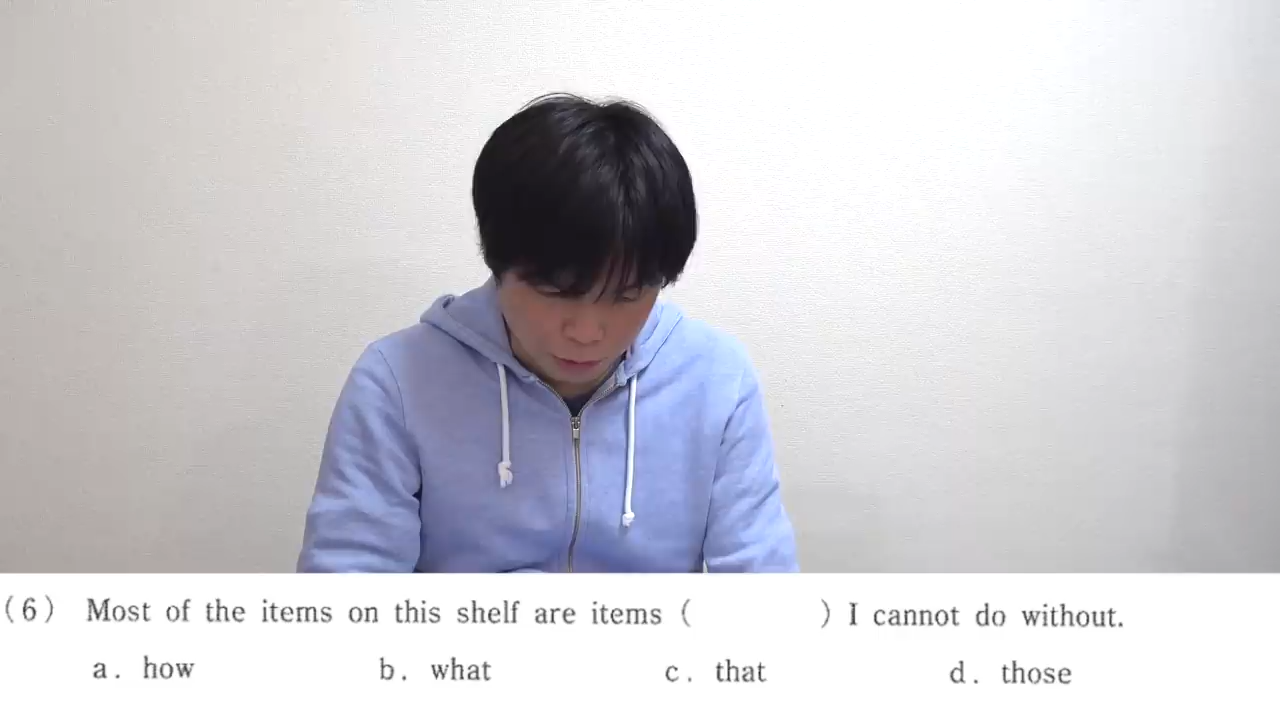 (6) Most of the items on this shelf are items (          ) I cannot do without.
a. how b. what c. that d. those